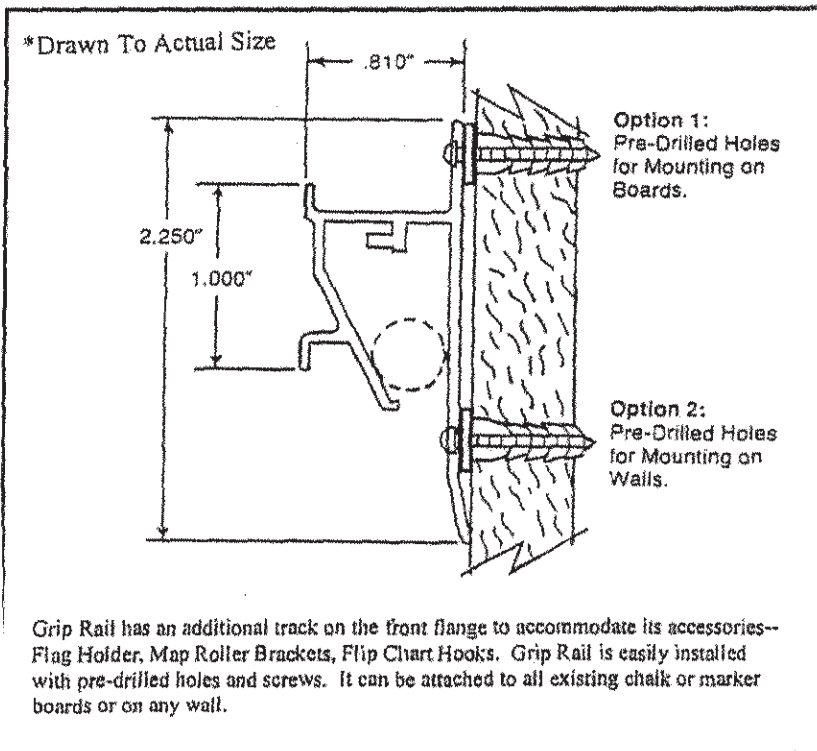 *Drawn To Actual Size
.810"
Option 1:
Pre-Drilled Holes
for Mounting on
Boards.
2.250"
1.000"
Option 2:
Pre-Drilled Holes
for Mounting on
Walls.
Grip Rail has an additional track on the front flange to accommodate its accessories--
Flag Holder, Map Roller Brackets, Flip Chart Hooks. Grip Rail is easily installed
with pre-drilled holes and screws. It can be attached to all existing chalk or marker
boards or on any wall.